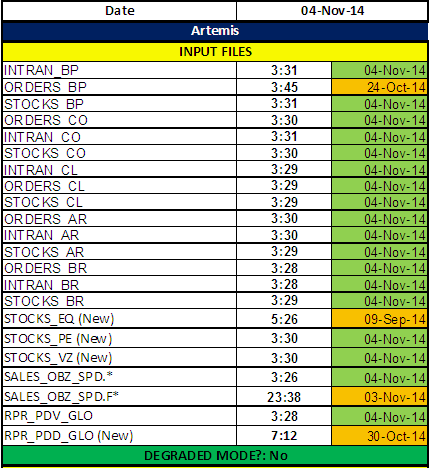 Date 04-Nov-14
Artemis
INPUT FILES
INTRAN_BP 3:31 04-Nov-14
ORDERS_BP 3:45 24-Oct-14
STOCKS_BP 3:31 04-Nov-14
ORDERS_CO 3:30 04-Nov-14
INTRAN_CO 3:31 04-Nov-14
STOCKS_CO 3:30 04-Nov-14
INTRAN_CL 3:29 04-Nov-14
ORDERS_CL 3:29 04-Nov-14
STOCKS_CL 3:29 04-Nov-14
ORDERS_AR 3:30 04-Nov-14
INTRAN_AR 3:30 04-Nov-14
STOCKS_AR 3:29 04-Nov-14
ORDERS_BR 3:28 04-Nov-14
INTRAN_BR 3:28 04-Nov-14
STOCKS_BR 3:29 04-Nov-14
STOCKS_EQ (New) 5:26 09-Sep-14
STOCKS_PE (New) 3:30 04-Nov-14
STOCKS_VZ (New) 3:30 04-Nov-14
SALES_OBZ_SPD.* 3:26 04-Nov-14
SALES_OBZ_SPD.F* 23:38 03-Nov-14
RPR_PDV_GLO 3:28 04-Nov-14
RPR_PDD_GLO (New) 7:12 30-Oct-14
DEGRADED MODE?: No